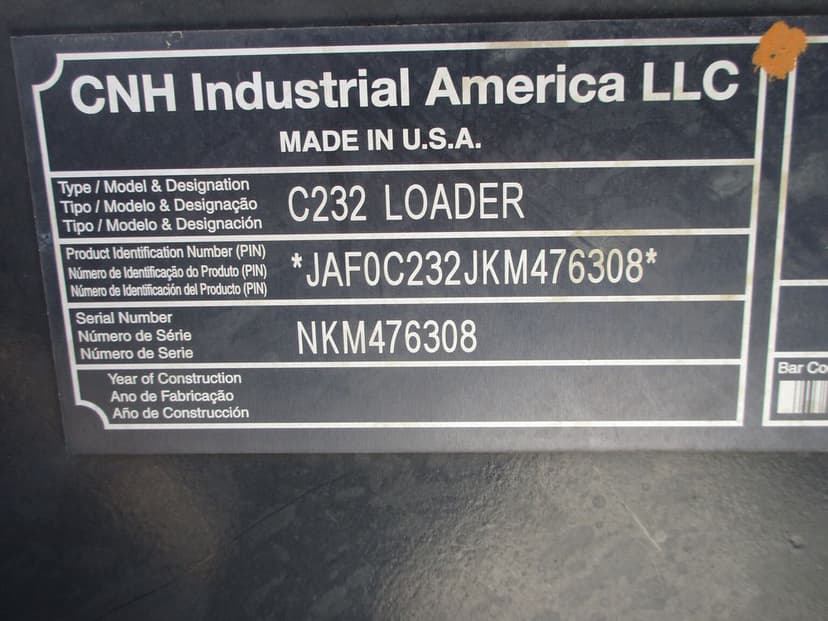 CNH Industrial America LLC
MADE IN U.S.A.
Type / Model & Designation
Tipo / Modelo & Designação
Tipo / Modelo & Designación
C232 LOADER
Product Identification Number (PIN)
Número de Identificação do Produto (PIN)
Número de Identificación del Producto (PIN)
*JAF0C232JKM476308*
Serial Number
Número de Série
Número de Serie
NKM476308
Year of Construction
Ano de Fabricação
Año de Construcción
Bar Co